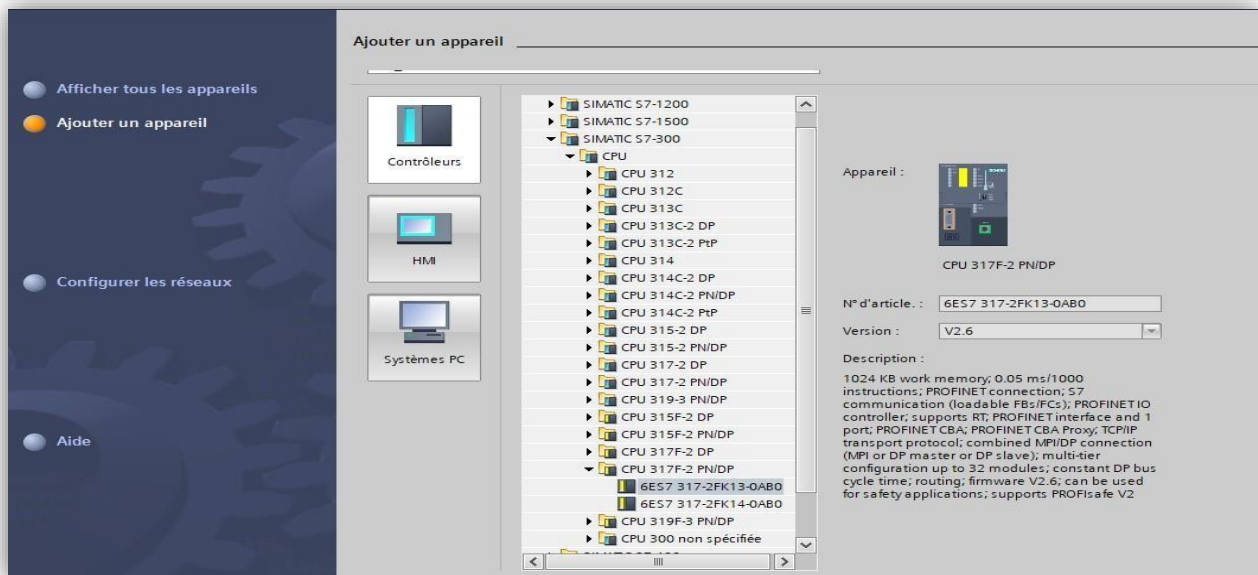 Ajouter un appareil
Afficher tous les appareils
Ajouter un appareil
Configurer les réseaux
Aide
Contrôleurs
HMI
Systèmes PC
SIMATIC S7-1200
SIMATIC S7-1500
SIMATIC S7-300
CPU
CPU 312
CPU 312C
CPU 313C
CPU 313C-2 DP
CPU 313C-2 PtP
CPU 314
CPU 314C-2 DP
CPU 314C-2 PN/DP
CPU 314C-2 PtP
CPU 315-2 DP
CPU 315-2 PN/DP
CPU 317-2 DP
CPU 317-2 PN/DP
CPU 319-3 PN/DP
CPU 315F-2 DP
CPU 315F-2 PN/DP
CPU 317F-2 DP
CPU 317F-2 PN/DP
6ES7 317-2FK13-0AB0
6ES7 317-2FK14-0AB0
CPU 319F-3 PN/DP
CPU 300 non spécifiée
Appareil :
CPU 317F-2 PN/DP
N° d'article. : 6ES7 317-2FK13-0AB0
Version : V2.6
Description :
1024 KB work memory; 0.05 ms/1000
instructions; PROFINET connection; S7
communication (loadable FBs/FCs); PROFINET IO
controller; supports RT; PROFINET interface and 1
port; PROFINET CBA; PROFINET CBA Proxy; TCP/IP
transport protocol; combined MPI/DP connection
(MPI or DP master or DP slave); multi-tier
configuration up to 32 modules; constant DP bus
cycle time; routing; firmware V2.6; can be used
for safety applications; supports PROFIsafe V2